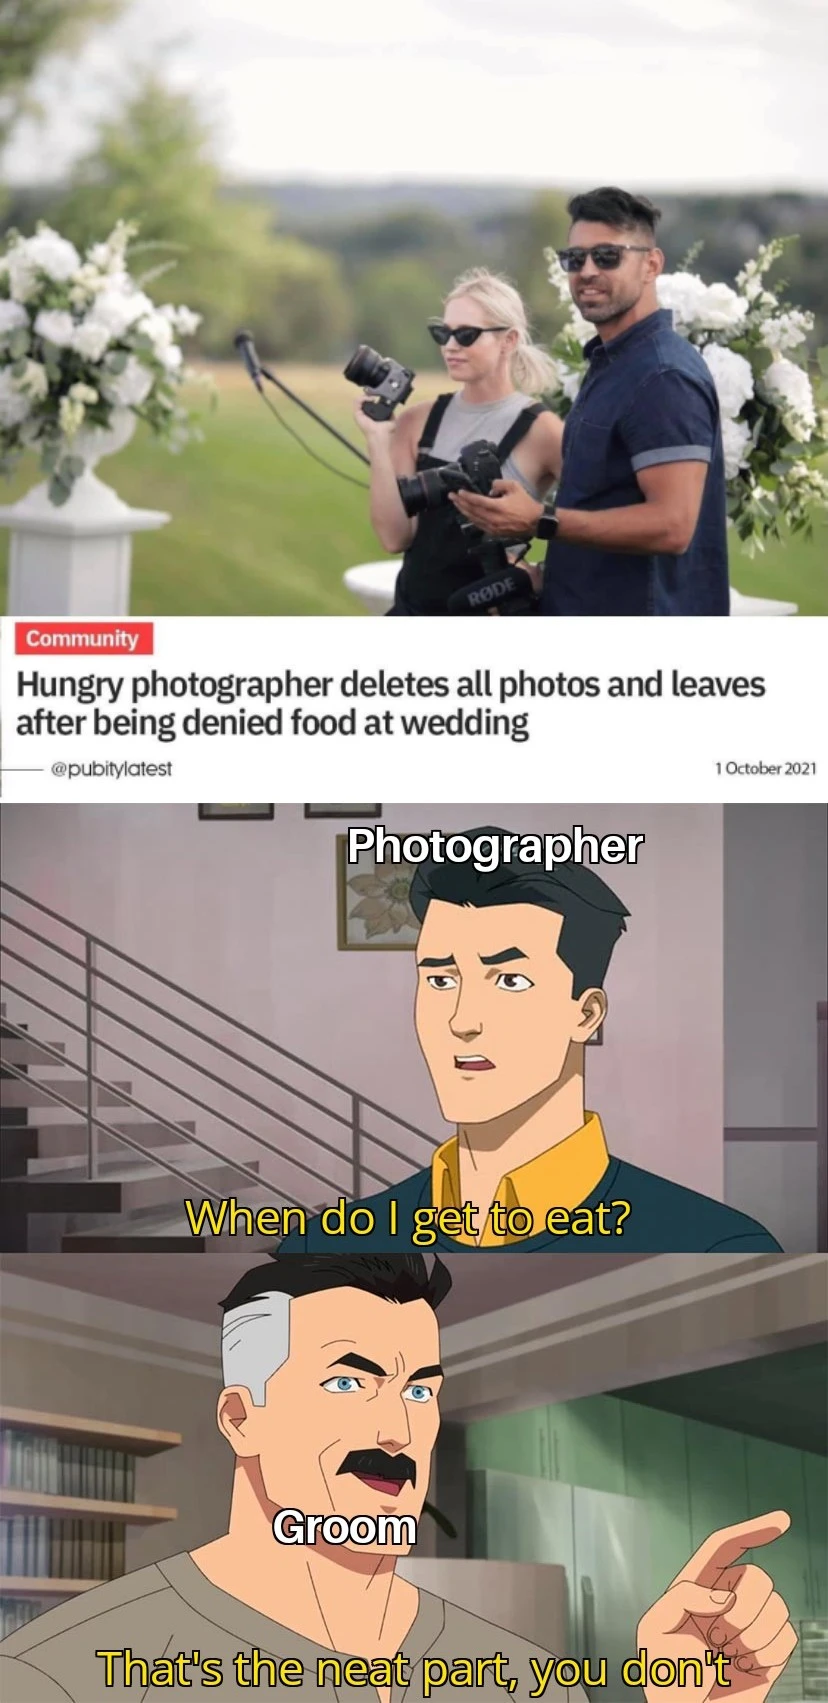 RØDE
Community
Hungry photographer deletes all photos and leaves
after being denied food at wedding
@pubitylatest
1 October 2021
Photographer
When do I get to eat?
Groom
That's the neat part, you don't